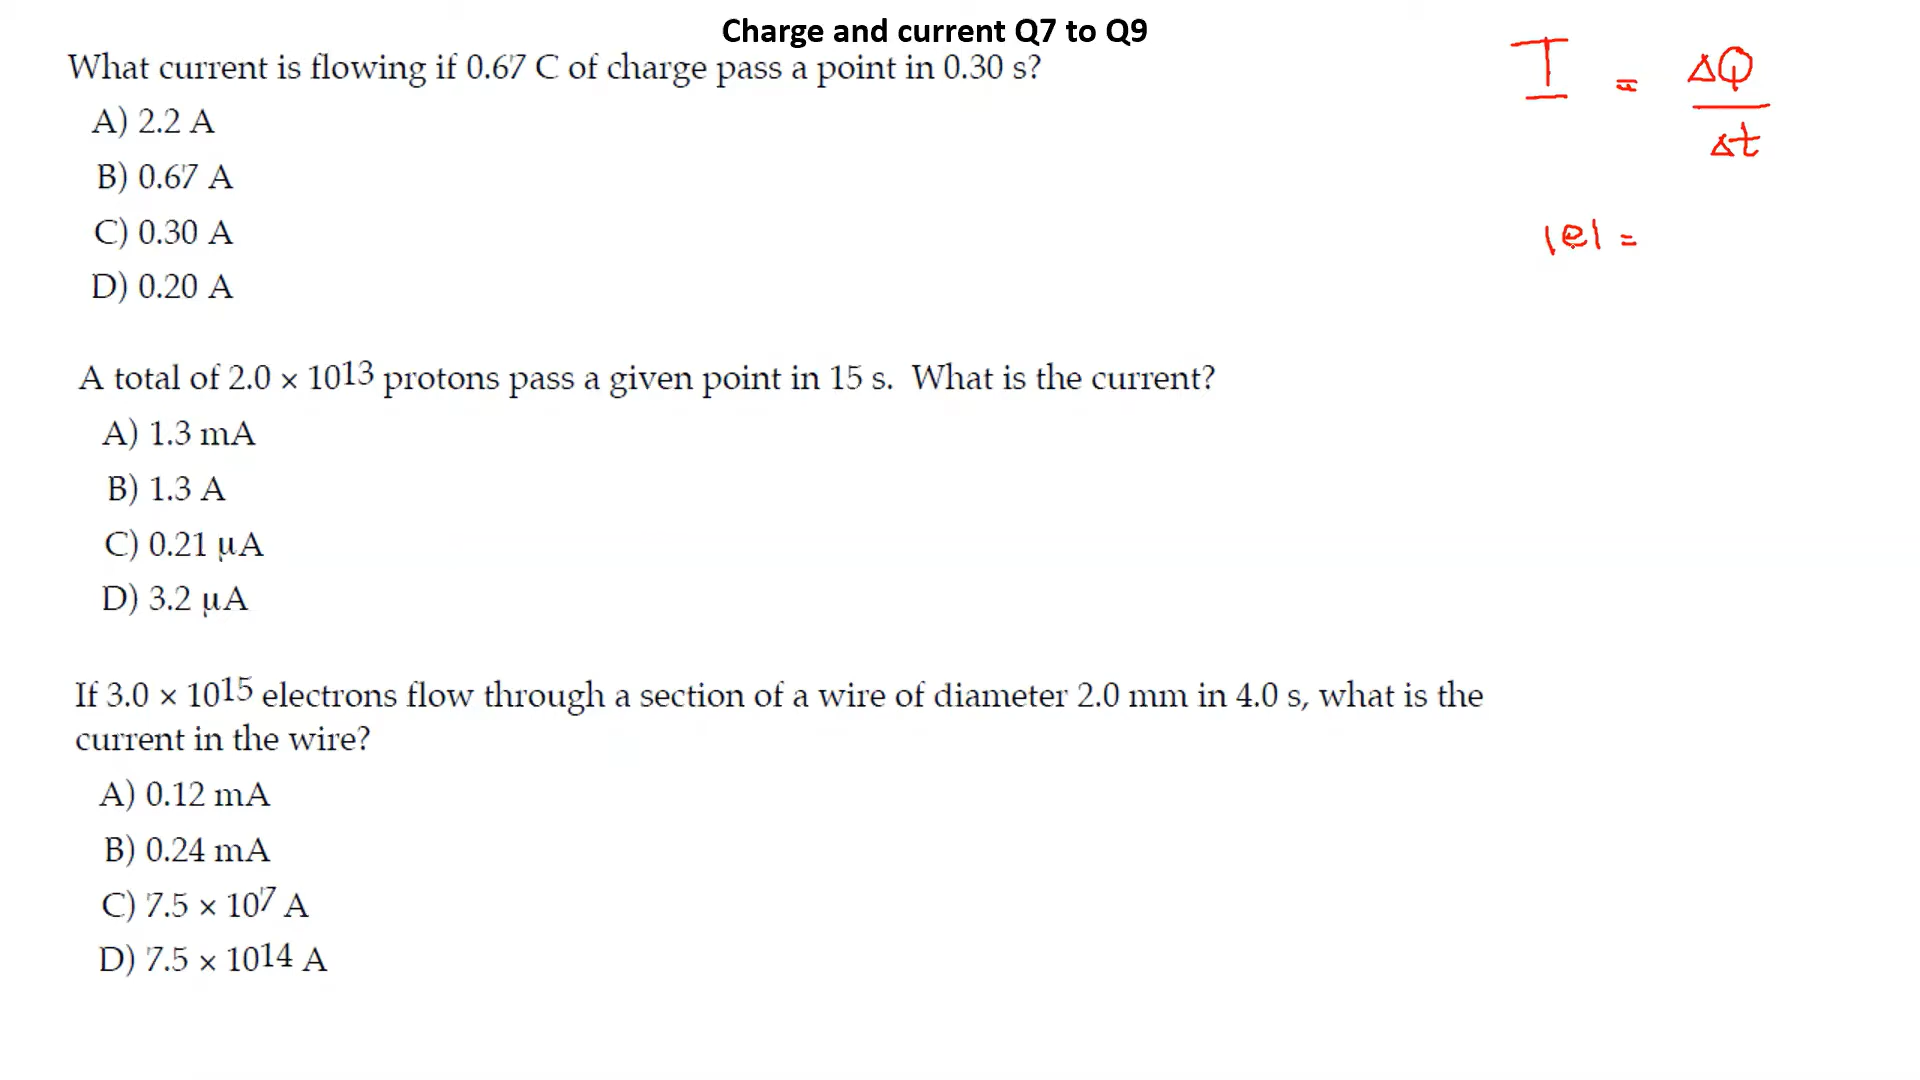 Charge and current Q7 to Q9
What current is flowing if 0.67 C of charge pass a point in 0.30 s?
A) 2.2 A
B) 0.67 A
C) 0.30 A
D) 0.20 A
I = ΔQ
Δt
|e| =
A total of 2.0 × 10¹³ protons pass a given point in 15 s. What is the current?
A) 1.3 mA
B) 1.3 A
C) 0.21 µA
D) 3.2 µA
If 3.0 × 10¹⁵ electrons flow through a section of a wire of diameter 2.0 mm in 4.0 s, what is the
current in the wire?
A) 0.12 mA
B) 0.24 mA
C) 7.5 × 10⁷ A
D) 7.5 × 10¹⁴ A